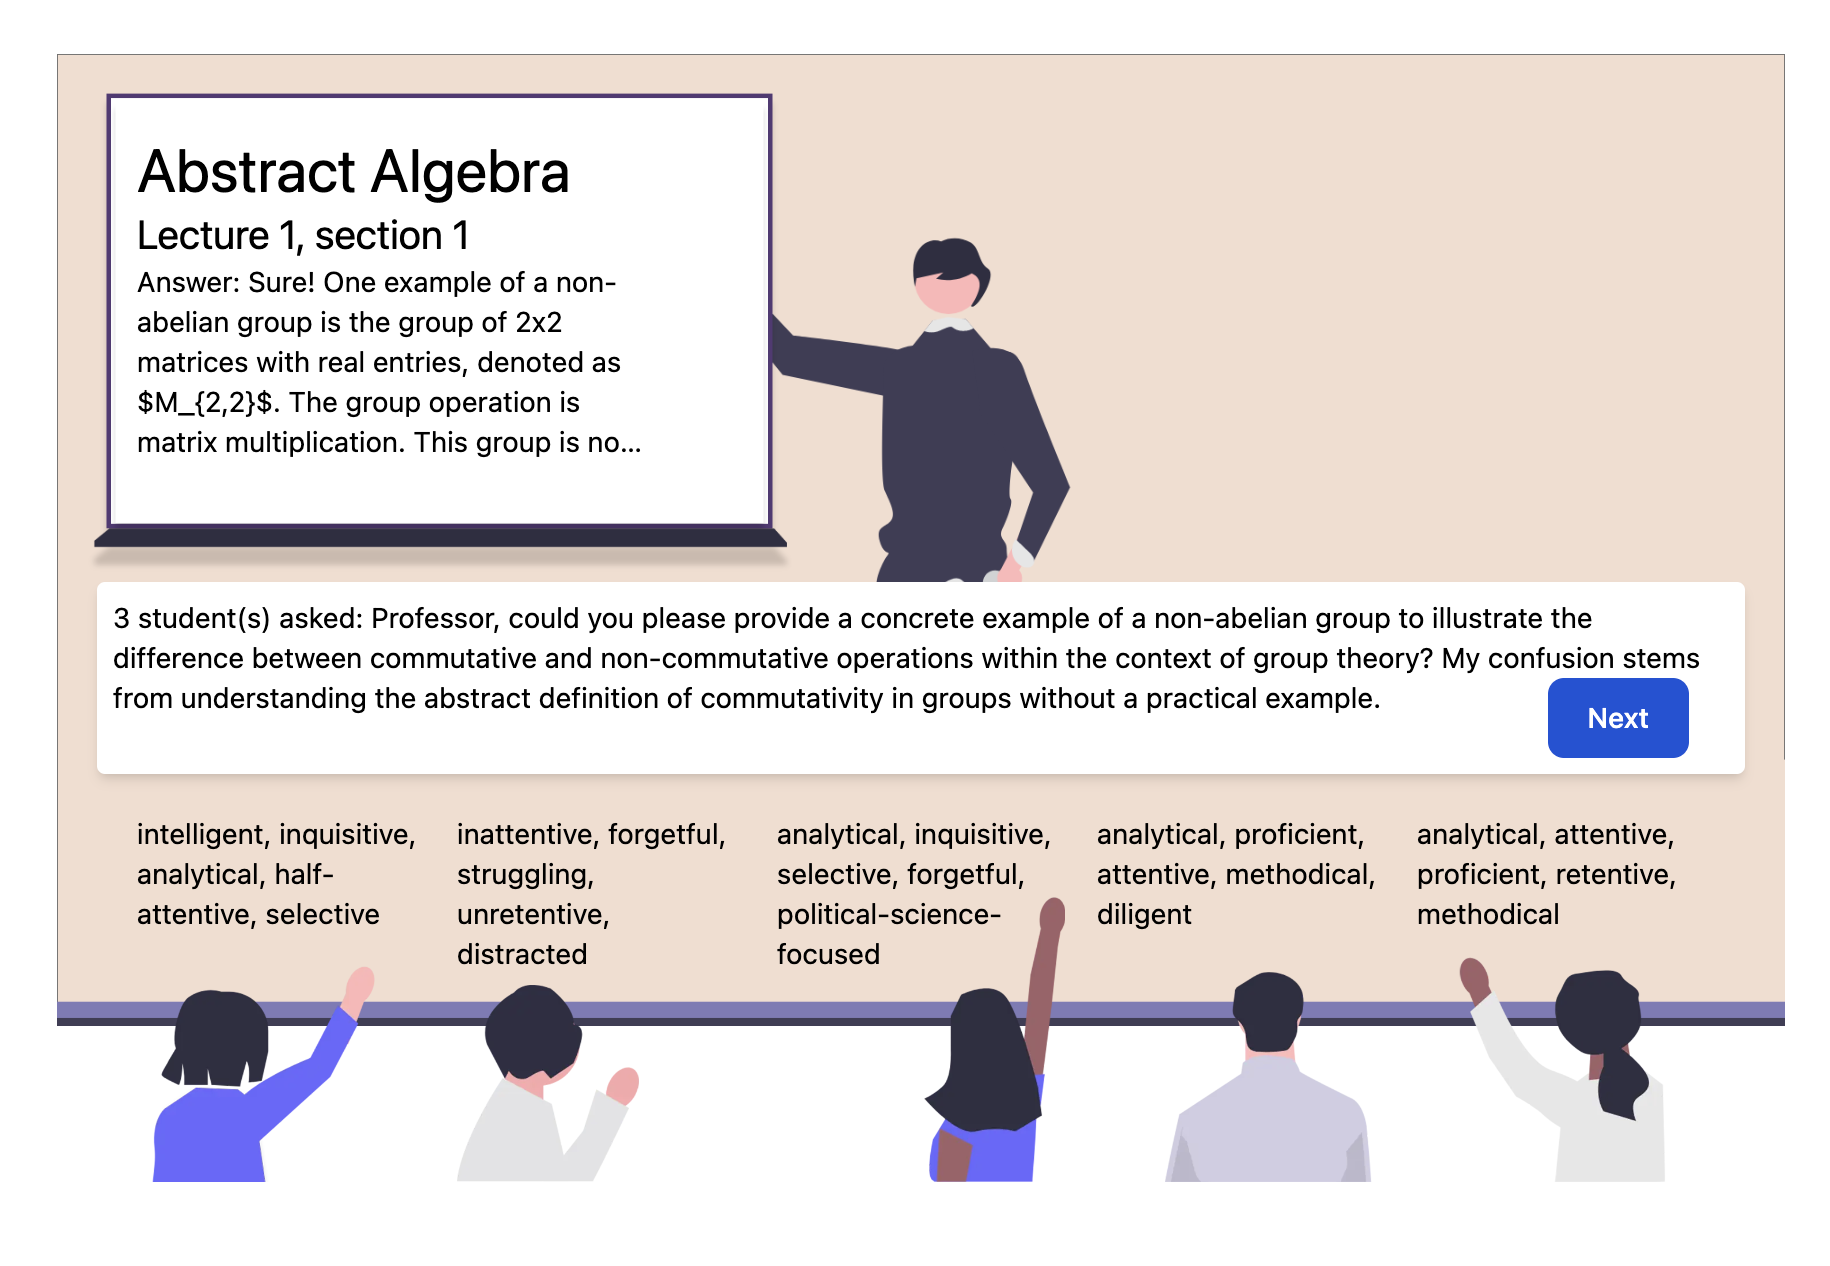 Abstract Algebra
Lecture 1, section 1
Answer: Sure! One example of a non-
abelian group is the group of 2x2
matrices with real entries, denoted as
$M_{2,2}$. The group operation is
matrix multiplication. This group is no...
3 student(s) asked: Professor, could you please provide a concrete example of a non-abelian group to illustrate the
difference between commutative and non-commutative operations within the context of group theory? My confusion stems
from understanding the abstract definition of commutativity in groups without a practical example.
Next
intelligent, inquisitive,
analytical, half-
attentive, selective
inattentive, forgetful,
struggling,
unretentive,
distracted
analytical, inquisitive,
selective, forgetful,
political-science-
focused
analytical, proficient,
attentive, methodical,
diligent
analytical, attentive,
proficient, retentive,
methodical